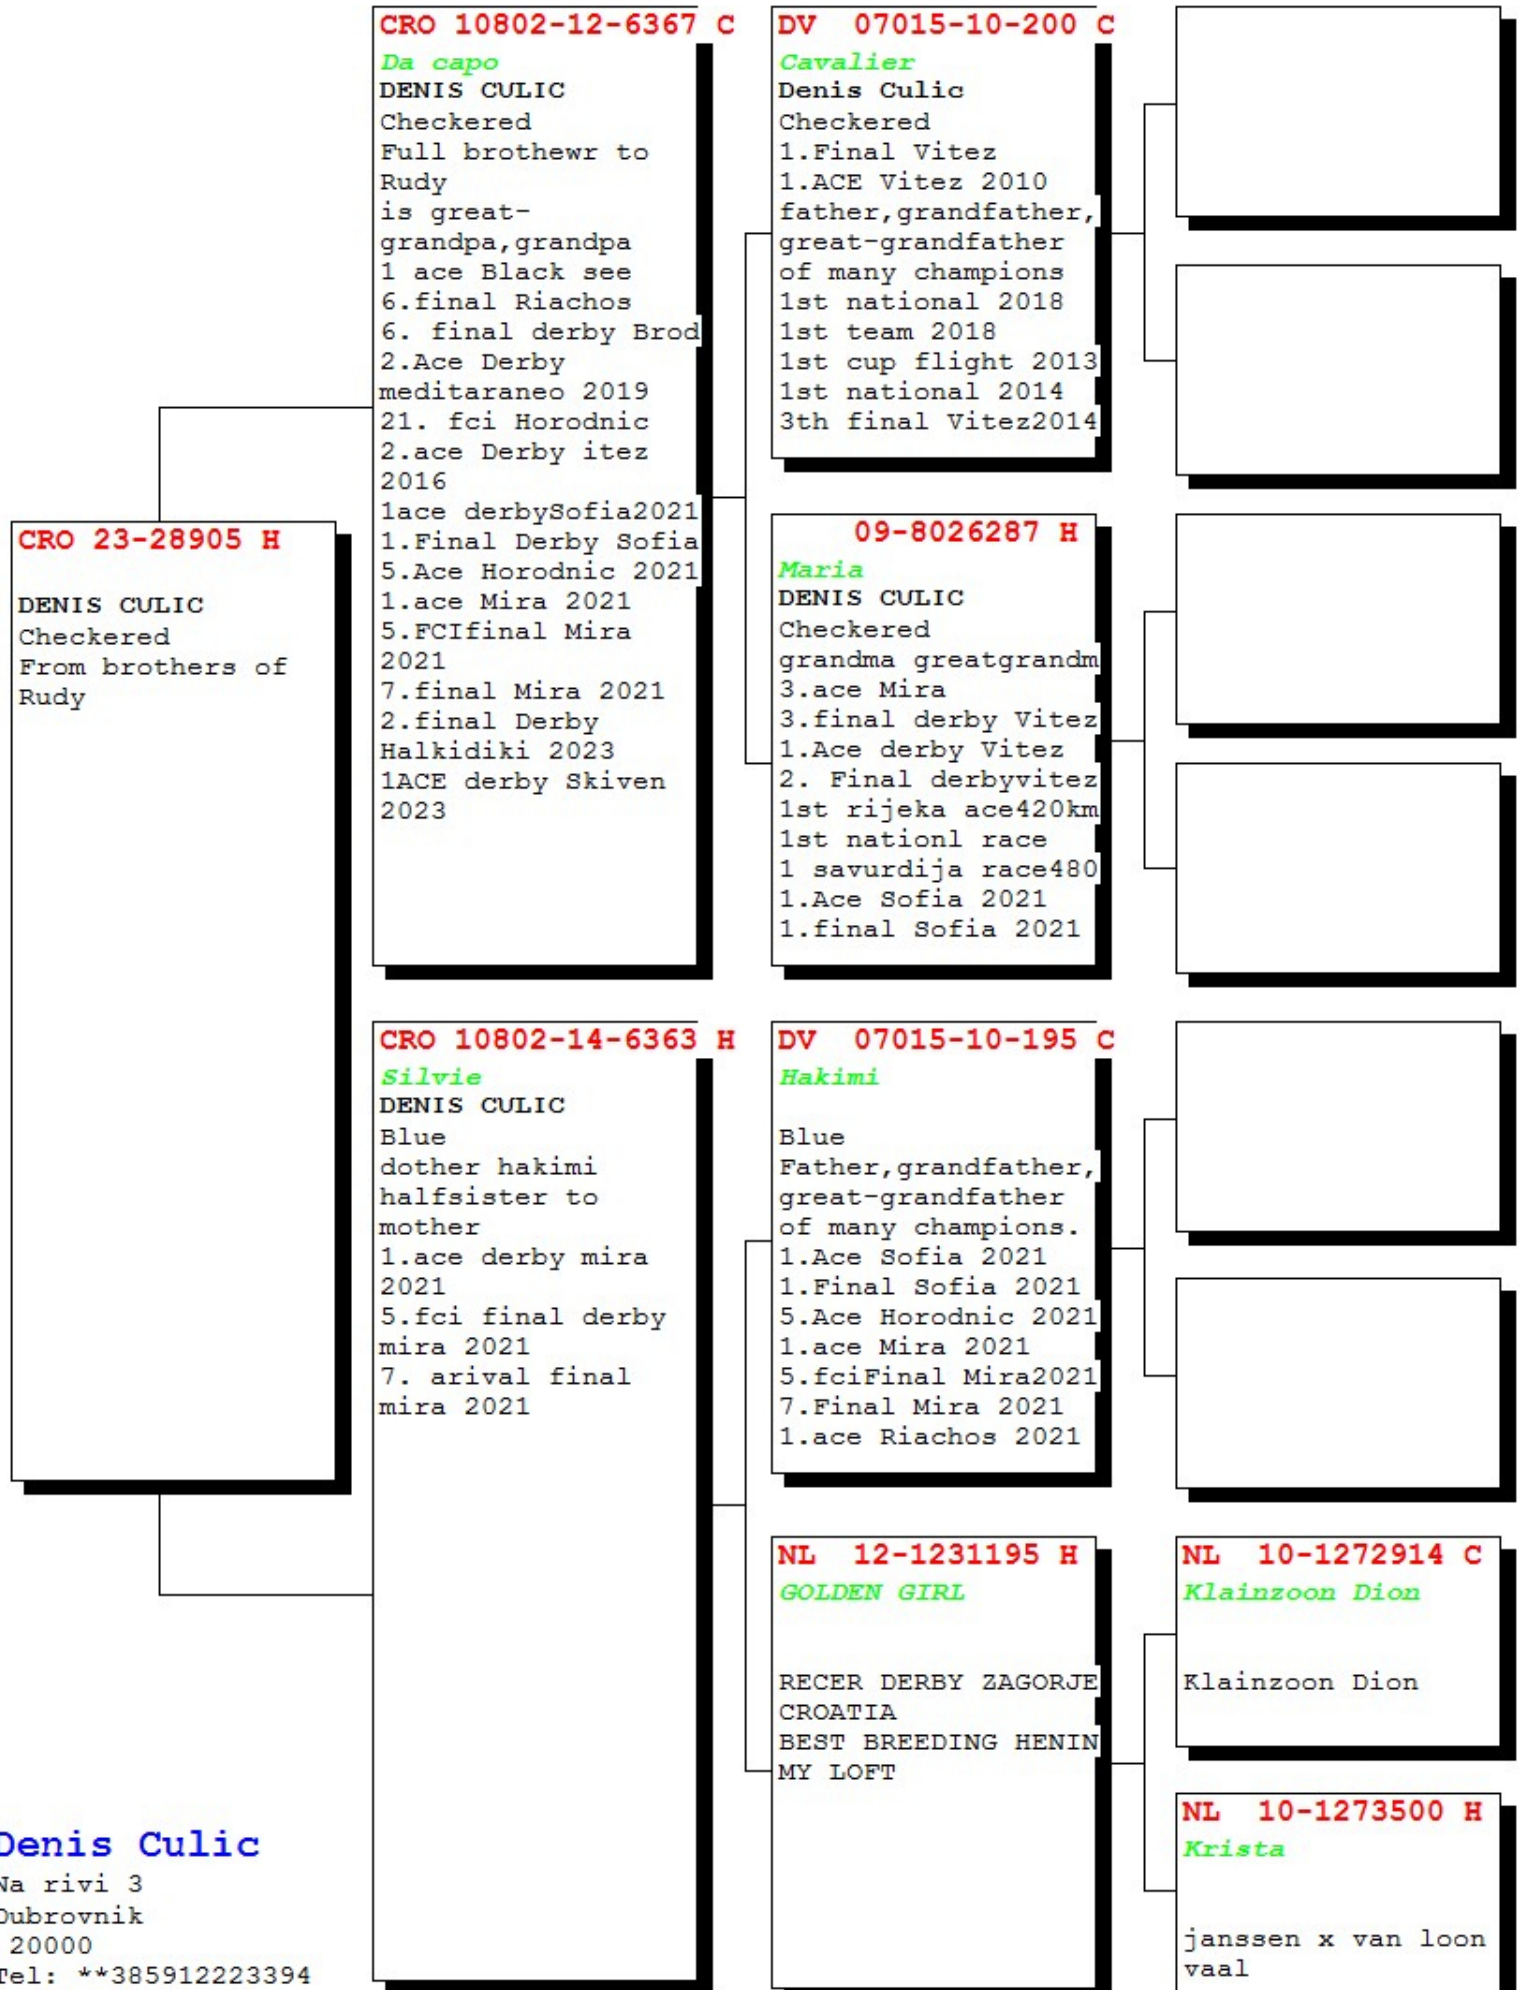 CRO 23-28905 H
DENIS CULIC
Checkered
From brothers of
Rudy
CRO 10802-12-6367 C
Da capo
DENIS CULIC
Checkered
Full brothewr to
Rudy
is great-
grandpa,grandpa
1 ace Black see
6.final Riachos
6. final derby Brod
2.Ace Derby
meditaraneo 2019
21. fci Horodnic
2.ace Derby itez
2016
1ace derbySofia2021
1.Final Derby Sofia
5.Ace Horodnic 2021
1.ace Mira 2021
5.FCIfinal Mira
2021
7.final Mira 2021
2.final Derby
Halkidiki 2023
1ACE derby Skiven
2023
CRO 10802-14-6363 H
Silvie
DENIS CULIC
Blue
dother hakimi
halfsister to
mother
1.ace derby mira
2021
5.fci final derby
mira 2021
7. arival final
mira 2021
DV 07015-10-200 C
Cavalier
Denis Culic
Checkered
1.Final Vitez
1.ACE Vitez 2010
father,grandfather,
great-grandfather
of many champions
1st national 2018
1st team 2018
1st cup flight 2013
1st national 2014
3th final Vitez2014
09-8026287 H
Maria
DENIS CULIC
Checkered
grandma greatgrandm
3.ace Mira
3.final derby Vitez
1.Ace derby Vitez
2. Final derbyvitez
1st rijeka ace420km
1st nationl race
1 savurdija race480
1.Ace Sofia 2021
1.final Sofia 2021
DV 07015-10-195 C
Hakimi
Blue
Father,grandfather,
great-grandfather
of many champions.
1.Ace Sofia 2021
1.Final Sofia 2021
5.Ace Horodnic 2021
1.ace Mira 2021
5.fciFinal Mira2021
7.Final Mira 2021
1.ace Riachos 2021
NL 12-1231195 H
GOLDEN GIRL
RECER DERBY ZAGORJE
CROATIA
BEST BREEDING HENIN
MY LOFT
NL 10-1272914 C
Klainzoon Dion
Klainzoon Dion
NL 10-1273500 H
Krista
janssen x van loon
vaal
Denis Culic
Na rivi 3
Dubrovnik
20000
Tel: **385912223394